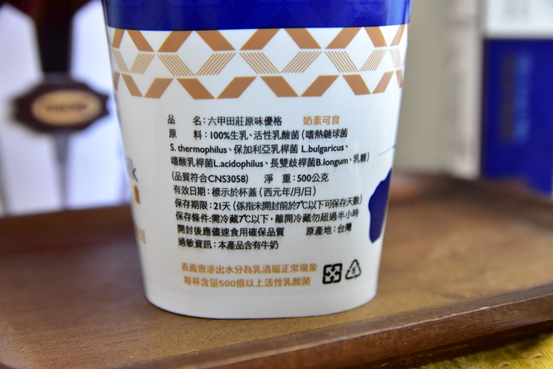 品　名：六甲田莊原味優格　奶素可食
原　料：100%生乳、活性乳酸菌（嗜熱鏈球菌
S. thermophilus、保加利亞乳桿菌 L.bulgaricus、
嗜酸乳桿菌L.acidophilus、長雙歧桿菌B.longum、乳糖）
（品質符合CNS3058）　淨　重：500公克
有效日期：標示於杯蓋（西元年/月/日）
保存期限：21天（係指未開封前於7℃以下可保存天數）
保存條件：需冷藏7℃以下，離開冷藏勿超過半小時
開封後應儘速食用確保品質　原產地：台灣
過敏資訊：本產品含有牛奶
表面會滲出水分為乳清屬正常現象
每杯含量500億以上活性乳酸菌